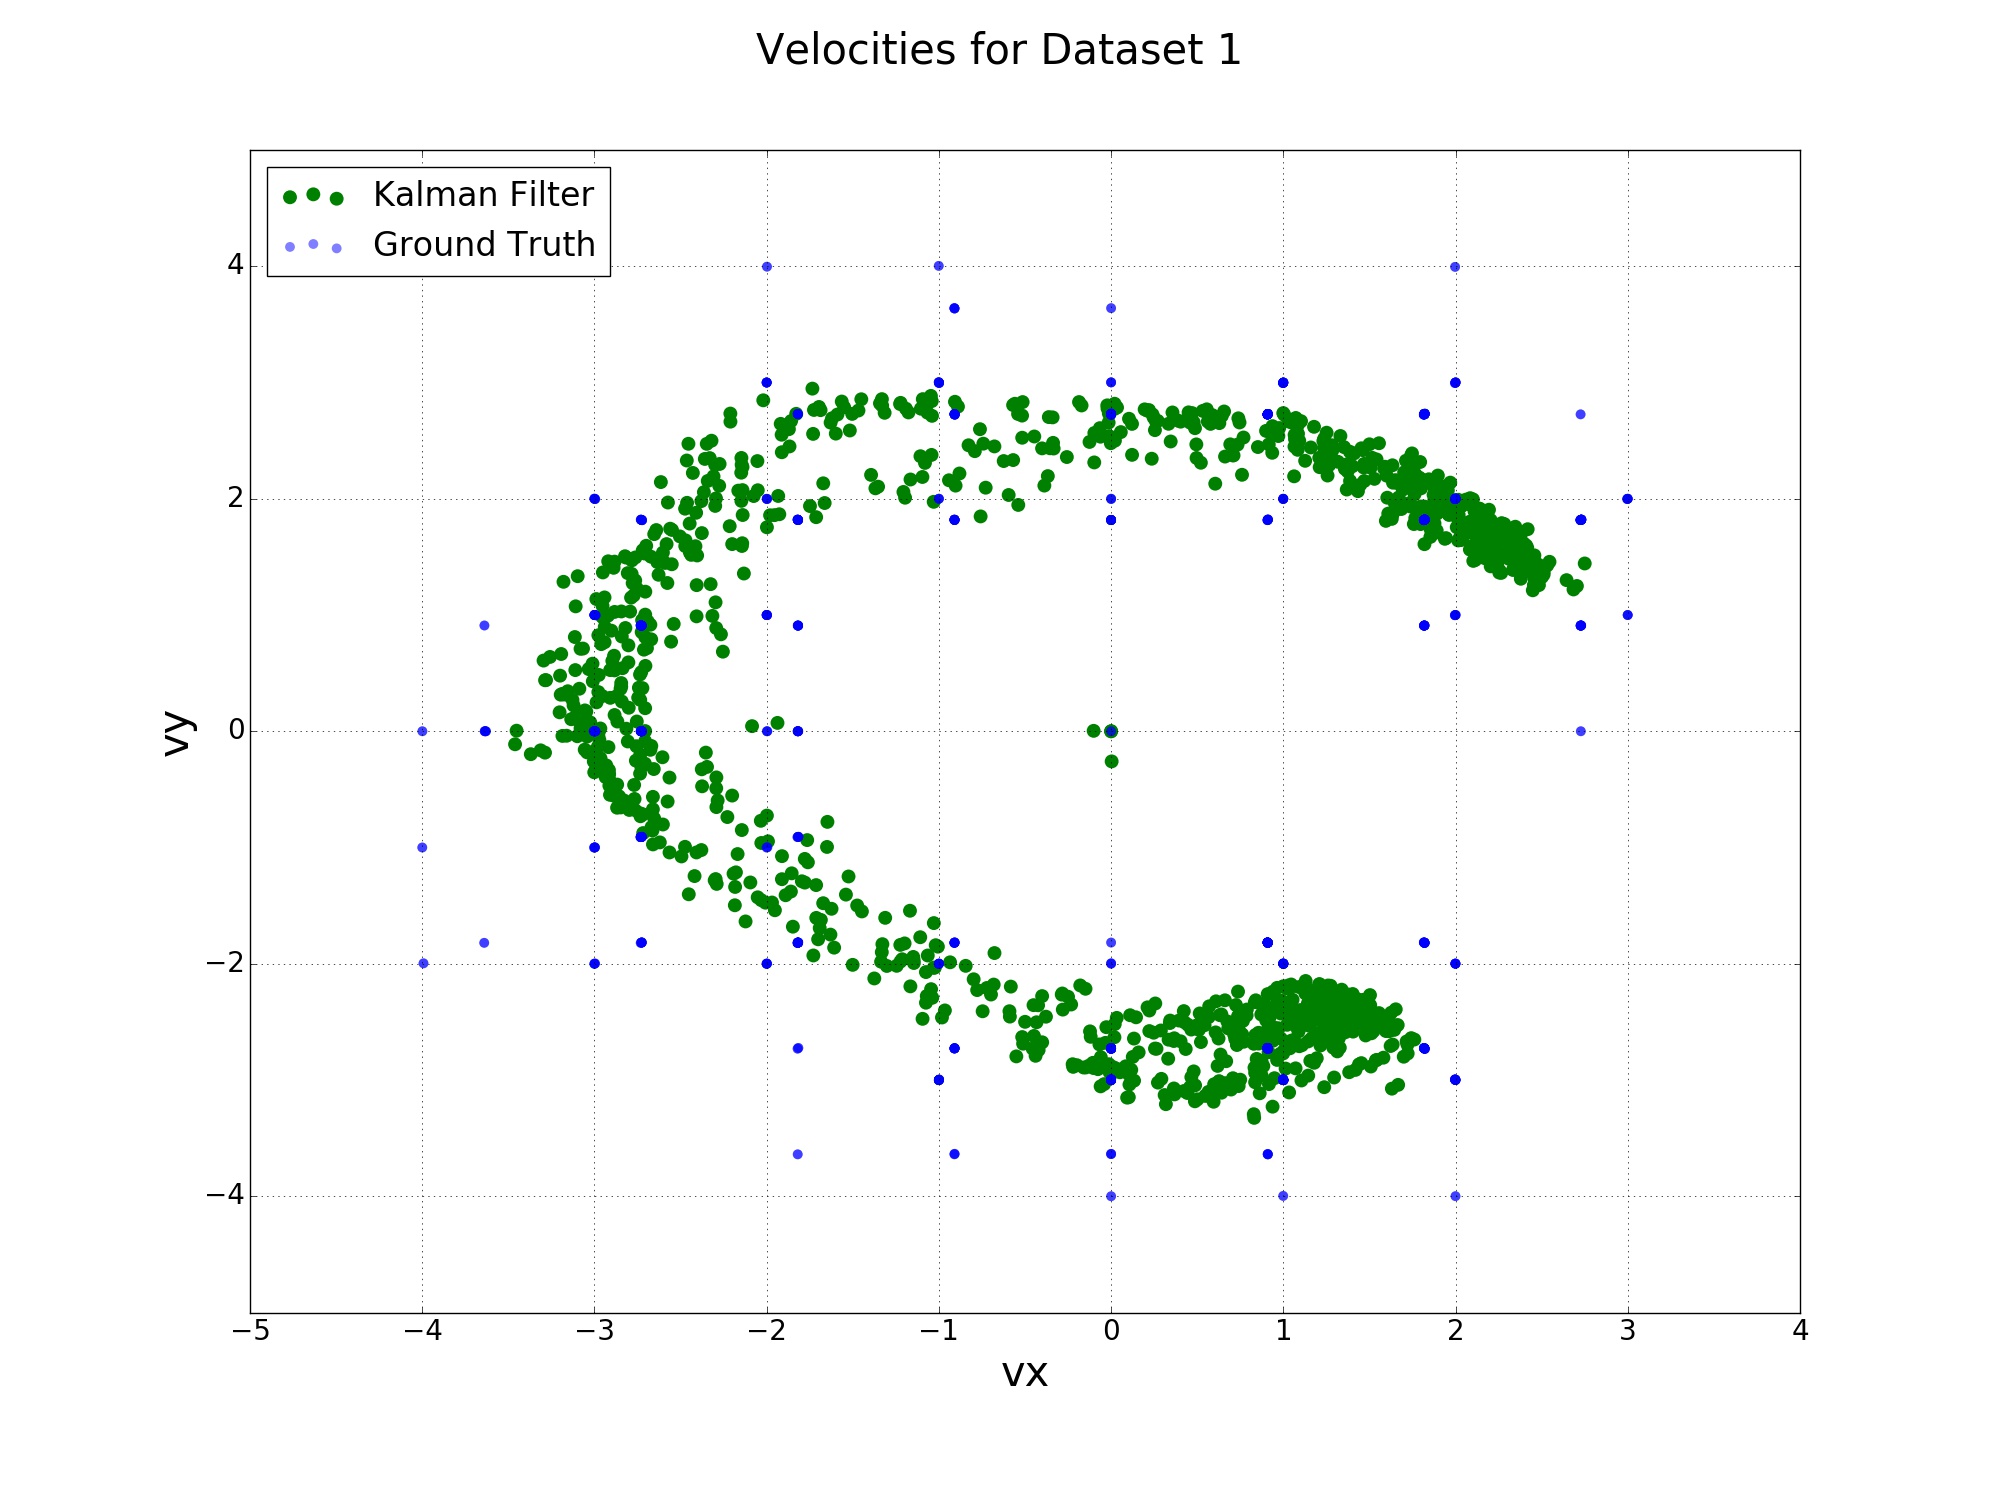 Velocities for Dataset 1
Kalman Filter
Ground Truth
4
2
0
−2
−4
vy
−5 −4 −3 −2 −1 0 1 2 3 4
vx